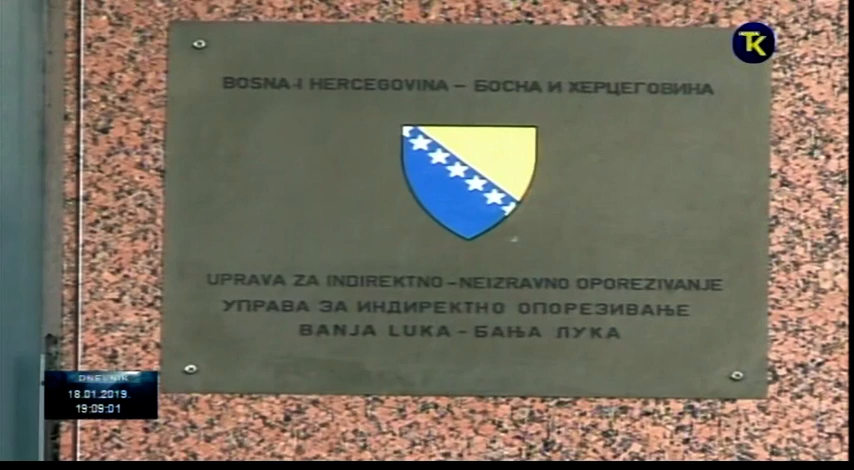 TK
BOSNA I HERCEGOVINA – БОСНА И ХЕРЦЕГОВИНА
UPRAVA ZA INDIREKTNO-NEIZRAVNO OPOREZIVANJE
УПРАВА ЗА ИНДИРЕКТНО ОПОРЕЗИВАЊЕ
BANJA LUKA - БАЊА ЛУКА
DNEVNIK
18.01.2019.
19:09:01